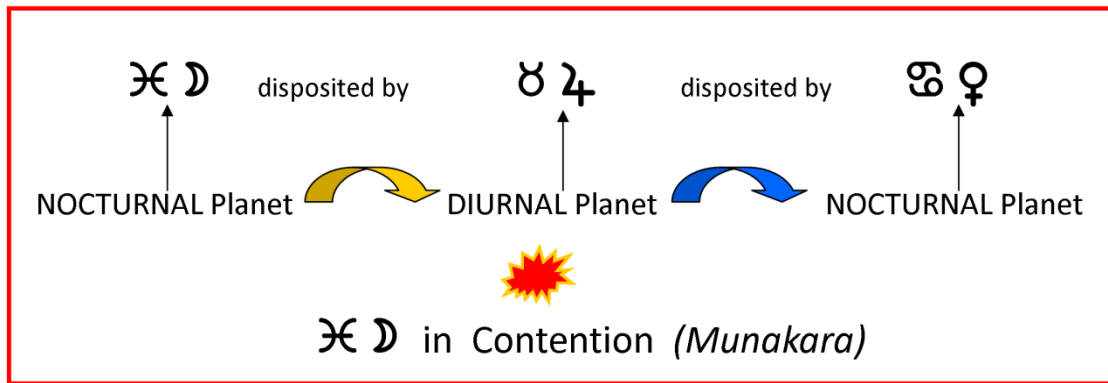 ♓☽ disposited by ♉♃ disposited by ♋♀
NOCTURNAL Planet DIURNAL Planet NOCTURNAL Planet
♓☽ in Contention (Munakara)